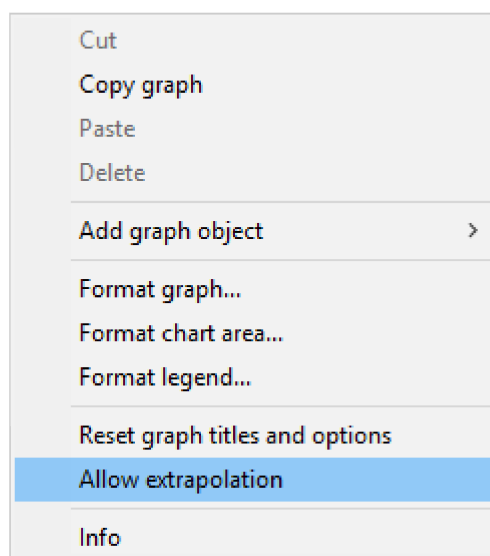 Cut
Copy graph
Paste
Delete
Add graph object
Format graph...
Format chart area...
Format legend...
Reset graph titles and options
Allow extrapolation
Info